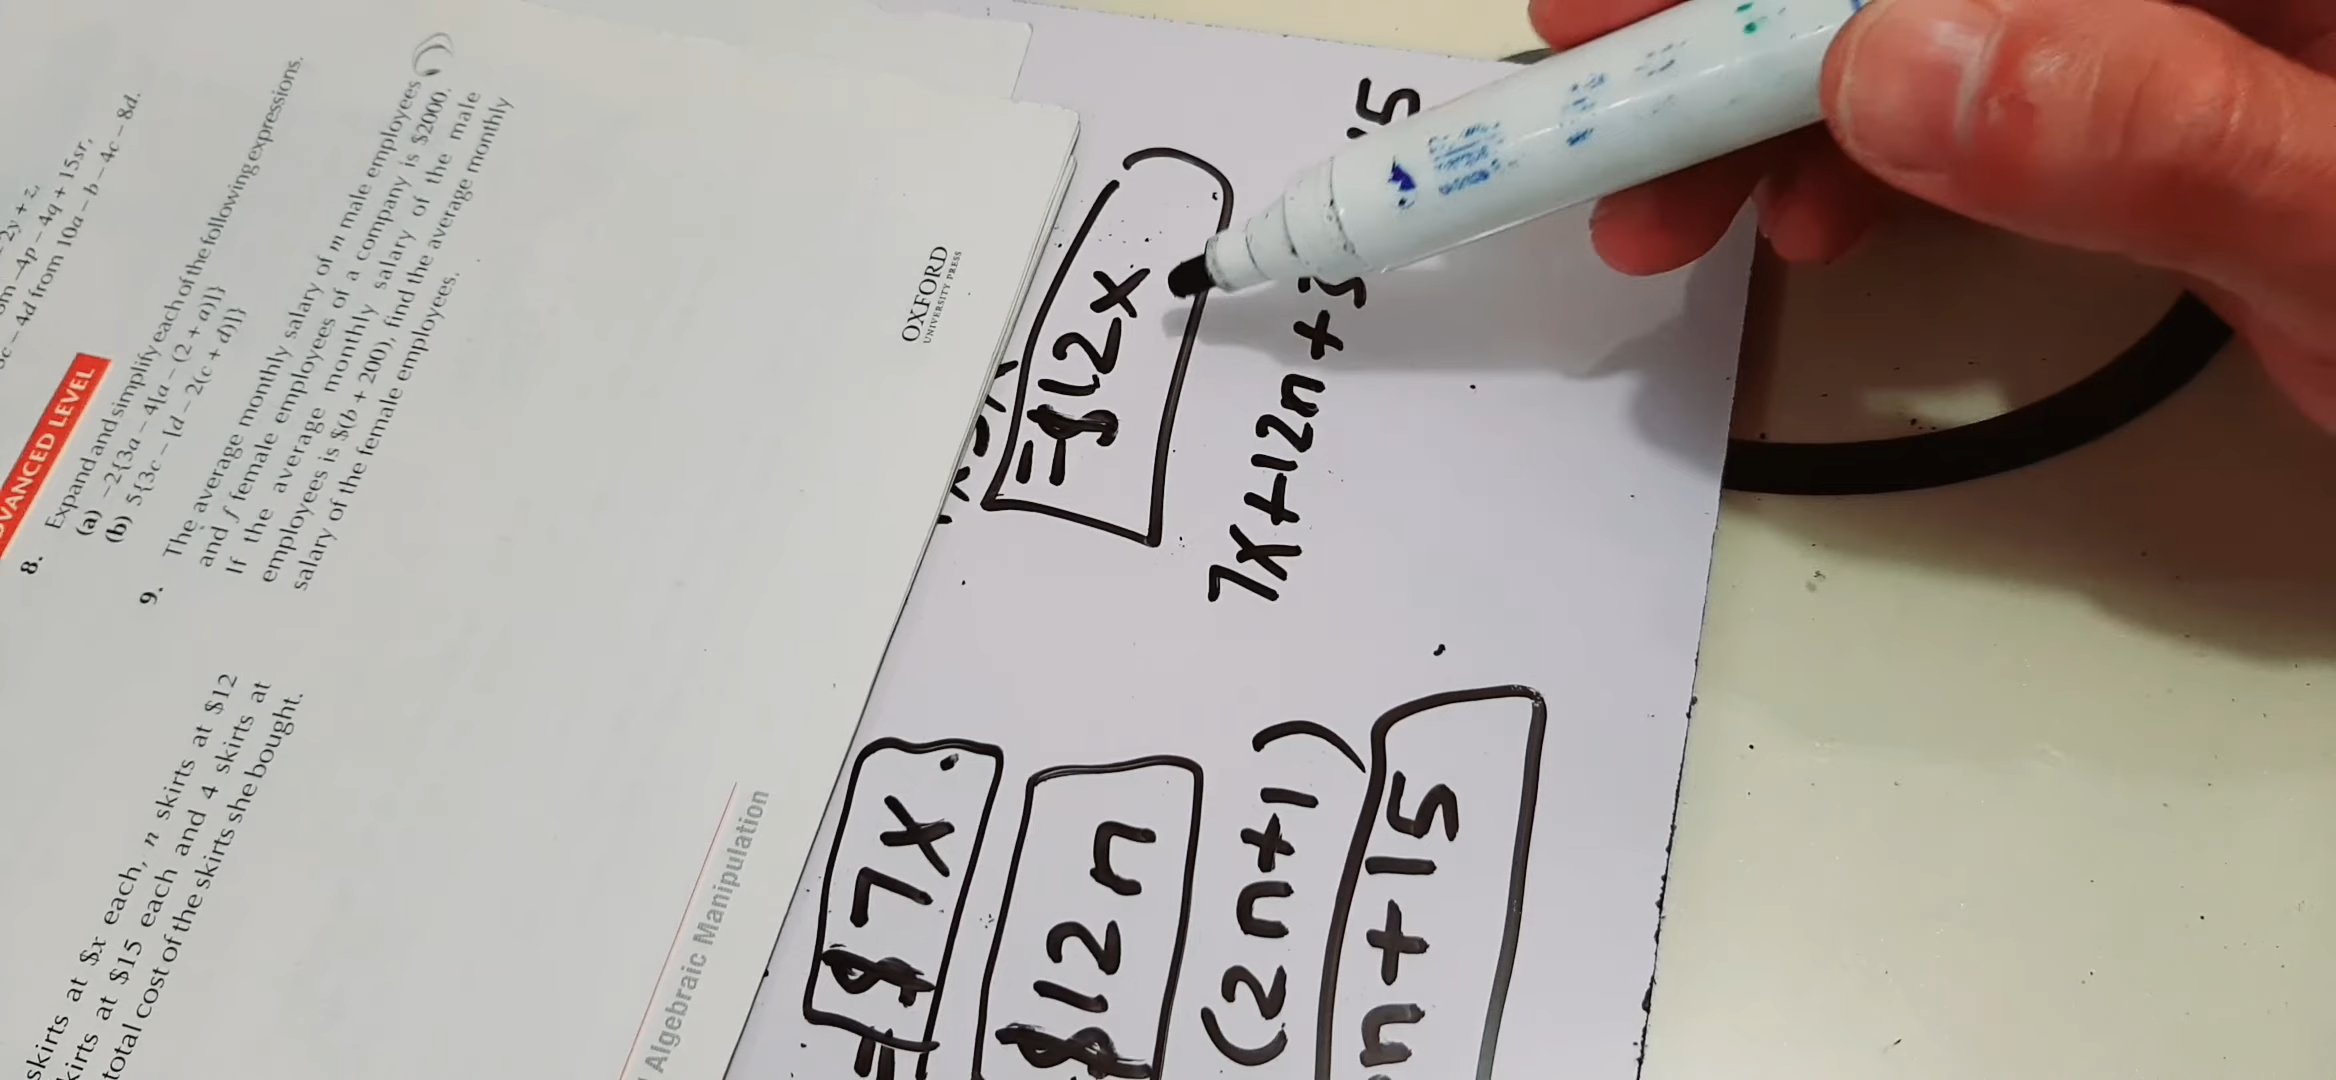 2y + z,
-4p - 4q + 15sr,
- 4d from 10a - b - 4c - 8d.
ADVANCED LEVEL
8. Expand and simplify each of the following expressions.
(a) -2{3a - 4[a - (2 + a)]}
(b) 5{3c - [d - 2(c + d)]}
9. The average monthly salary of m male employees
and f female employees of a company is $2000.
If the average monthly salary of the male
employees is $(b + 200), find the average monthly
salary of the female employees.
skirts at $x each, n skirts at $12
at $15 each and 4 skirts at
total cost of the skirts she bought.
OXFORD
UNIVERSITY PRESS
Algebraic Manipulation
= $7x
$12n
(2n+1)
n+15
= $12x
7x+12n+3
15